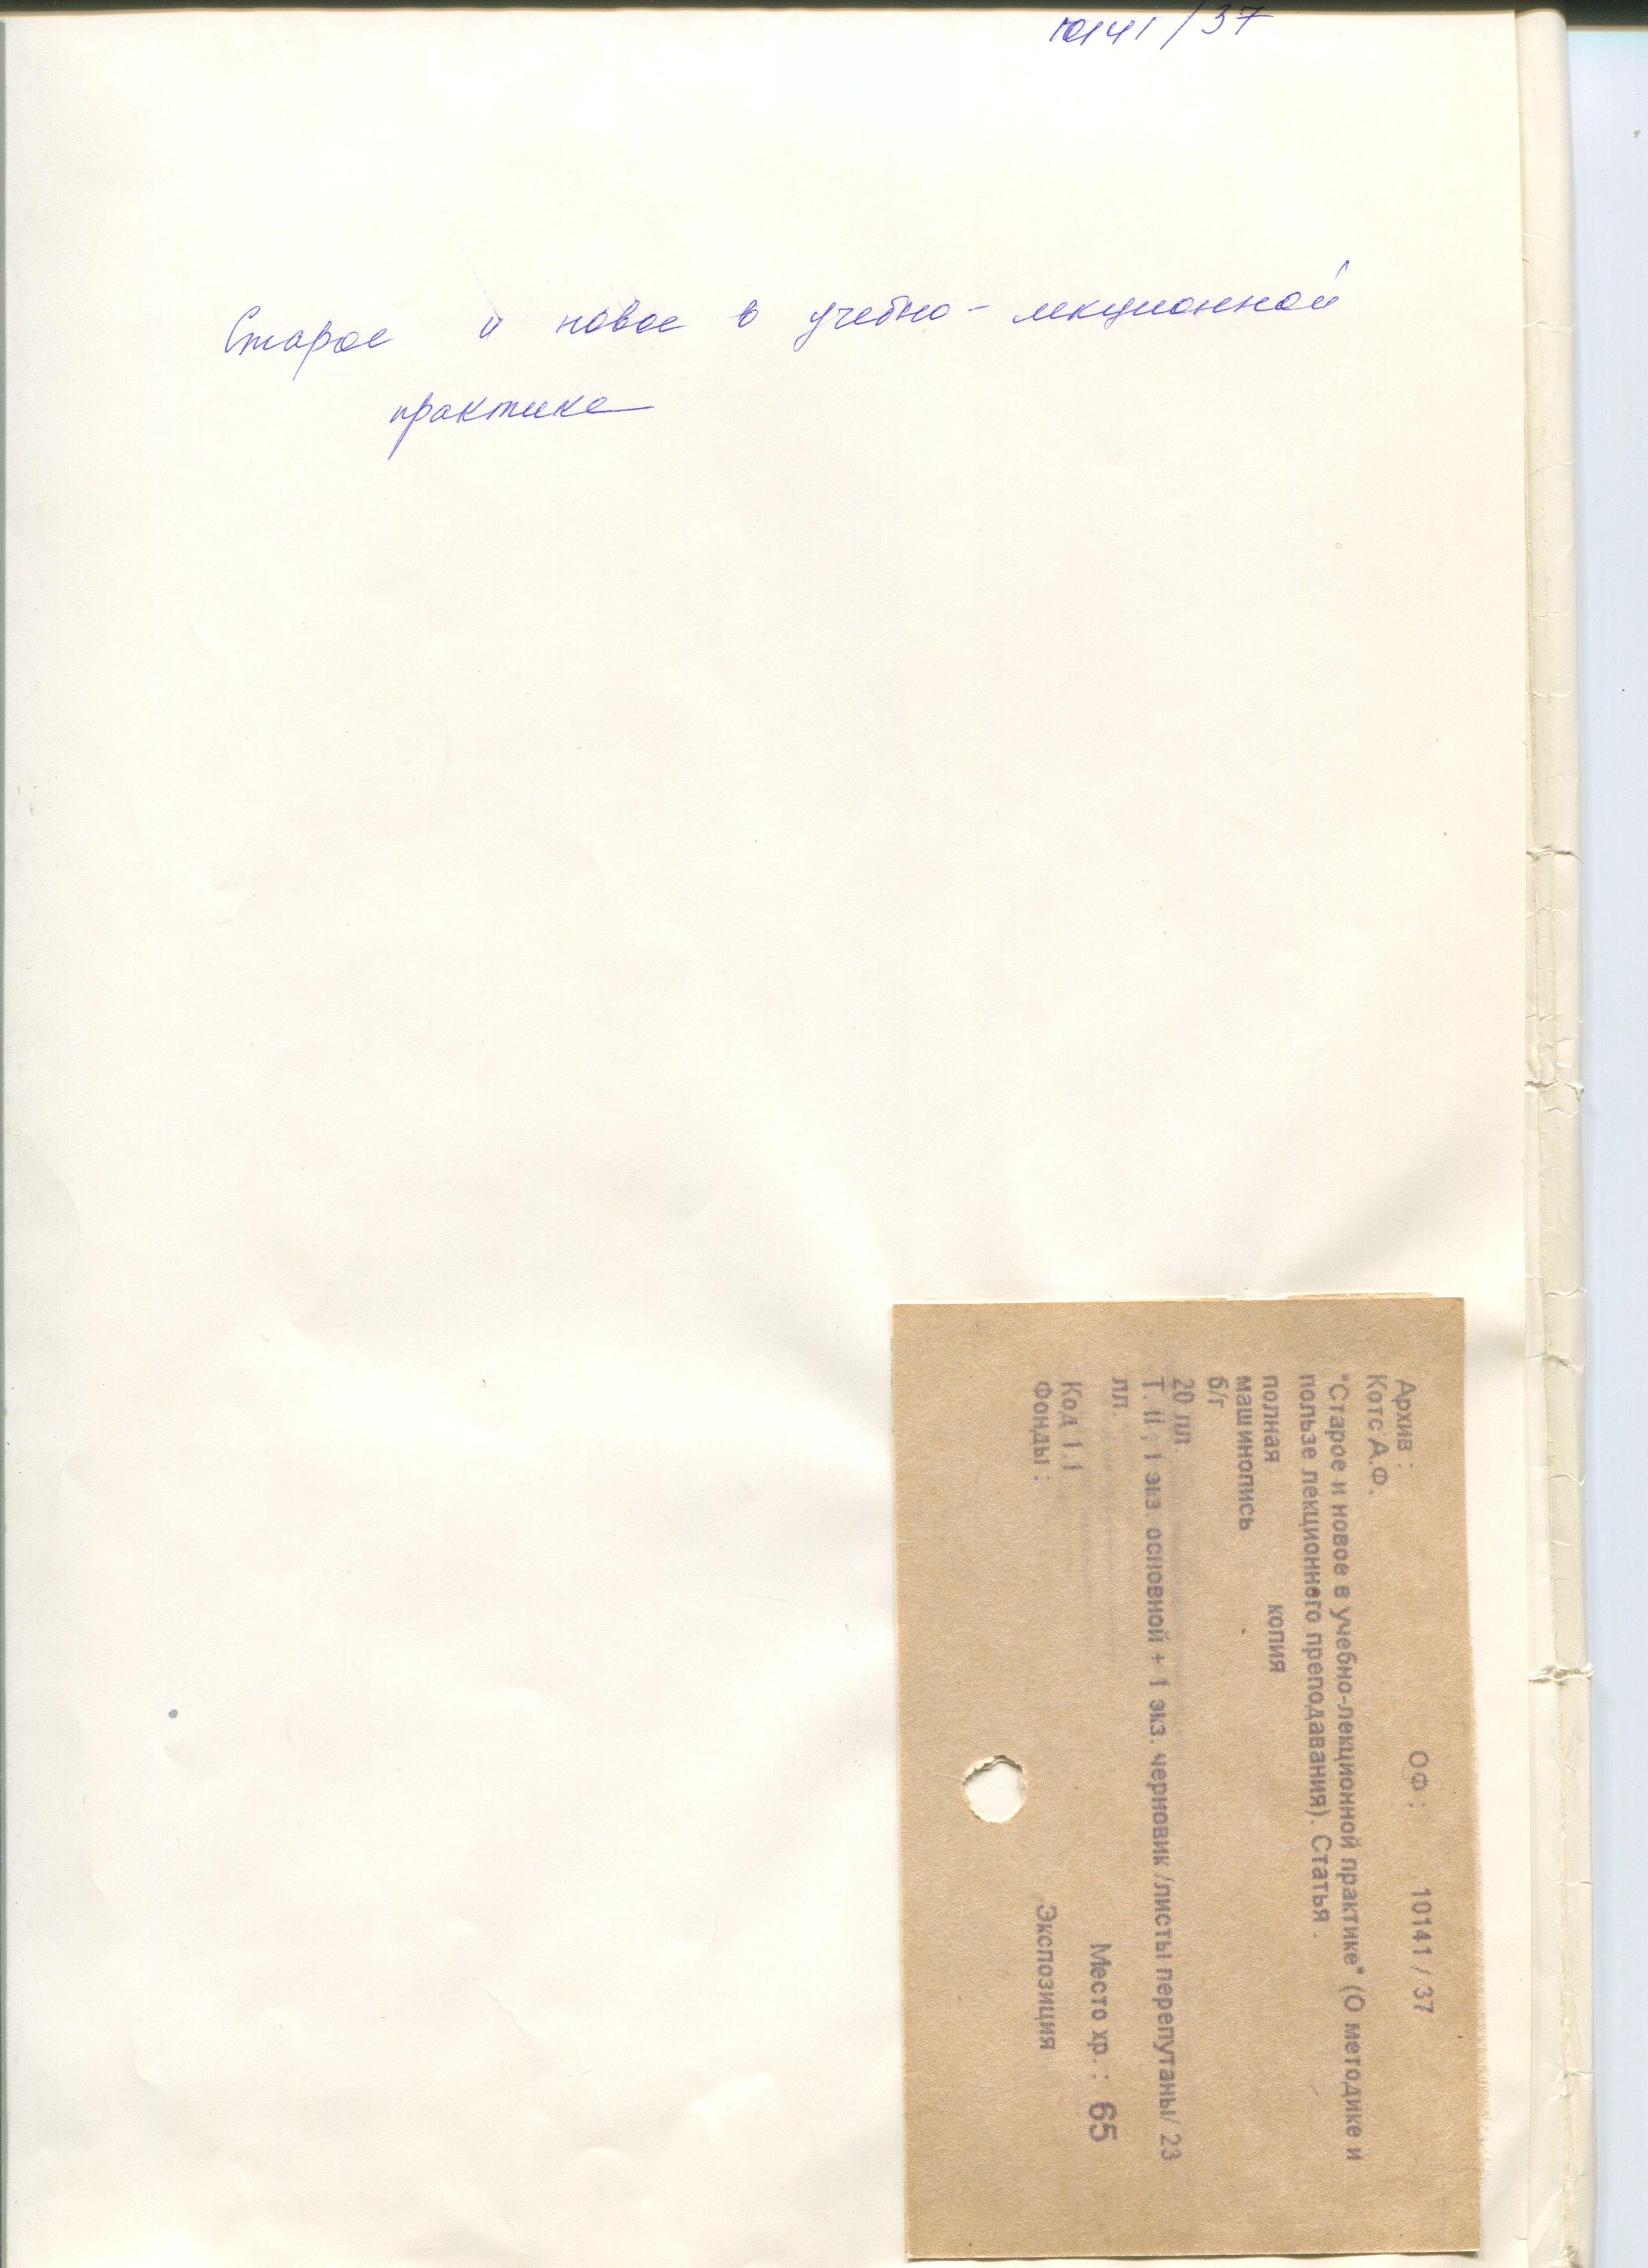 10141/37
Старое и новое в учебно-лекционной
практике
Архив : ОФ : 10141 / 37
Котс А.Ф.
"Старое и новое в учебно-лекционной практике" (О методике и
пользе лекционного преподавания). Статья .
полная копия
машинопись
б/г
20 лл.
Т. II ; 1 экз. основной + 1 экз. черновик /листы перепутаны/ 23
лл.
Место хр. : 65
Код 1.1
Фонды : Экспозиция